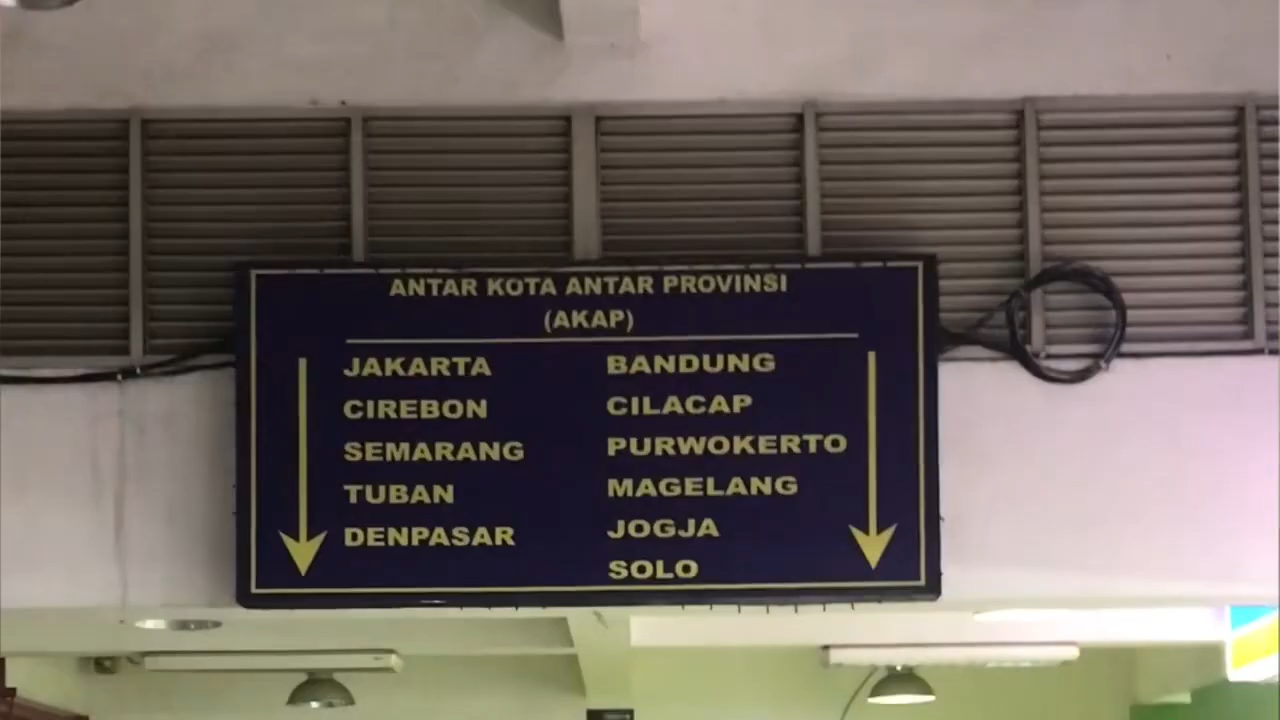 ANTAR KOTA ANTAR PROVINSI
(AKAP)
JAKARTA
CIREBON
SEMARANG
TUBAN
DENPASAR
BANDUNG
CILACAP
PURWOKERTO
MAGELANG
JOGJA
SOLO